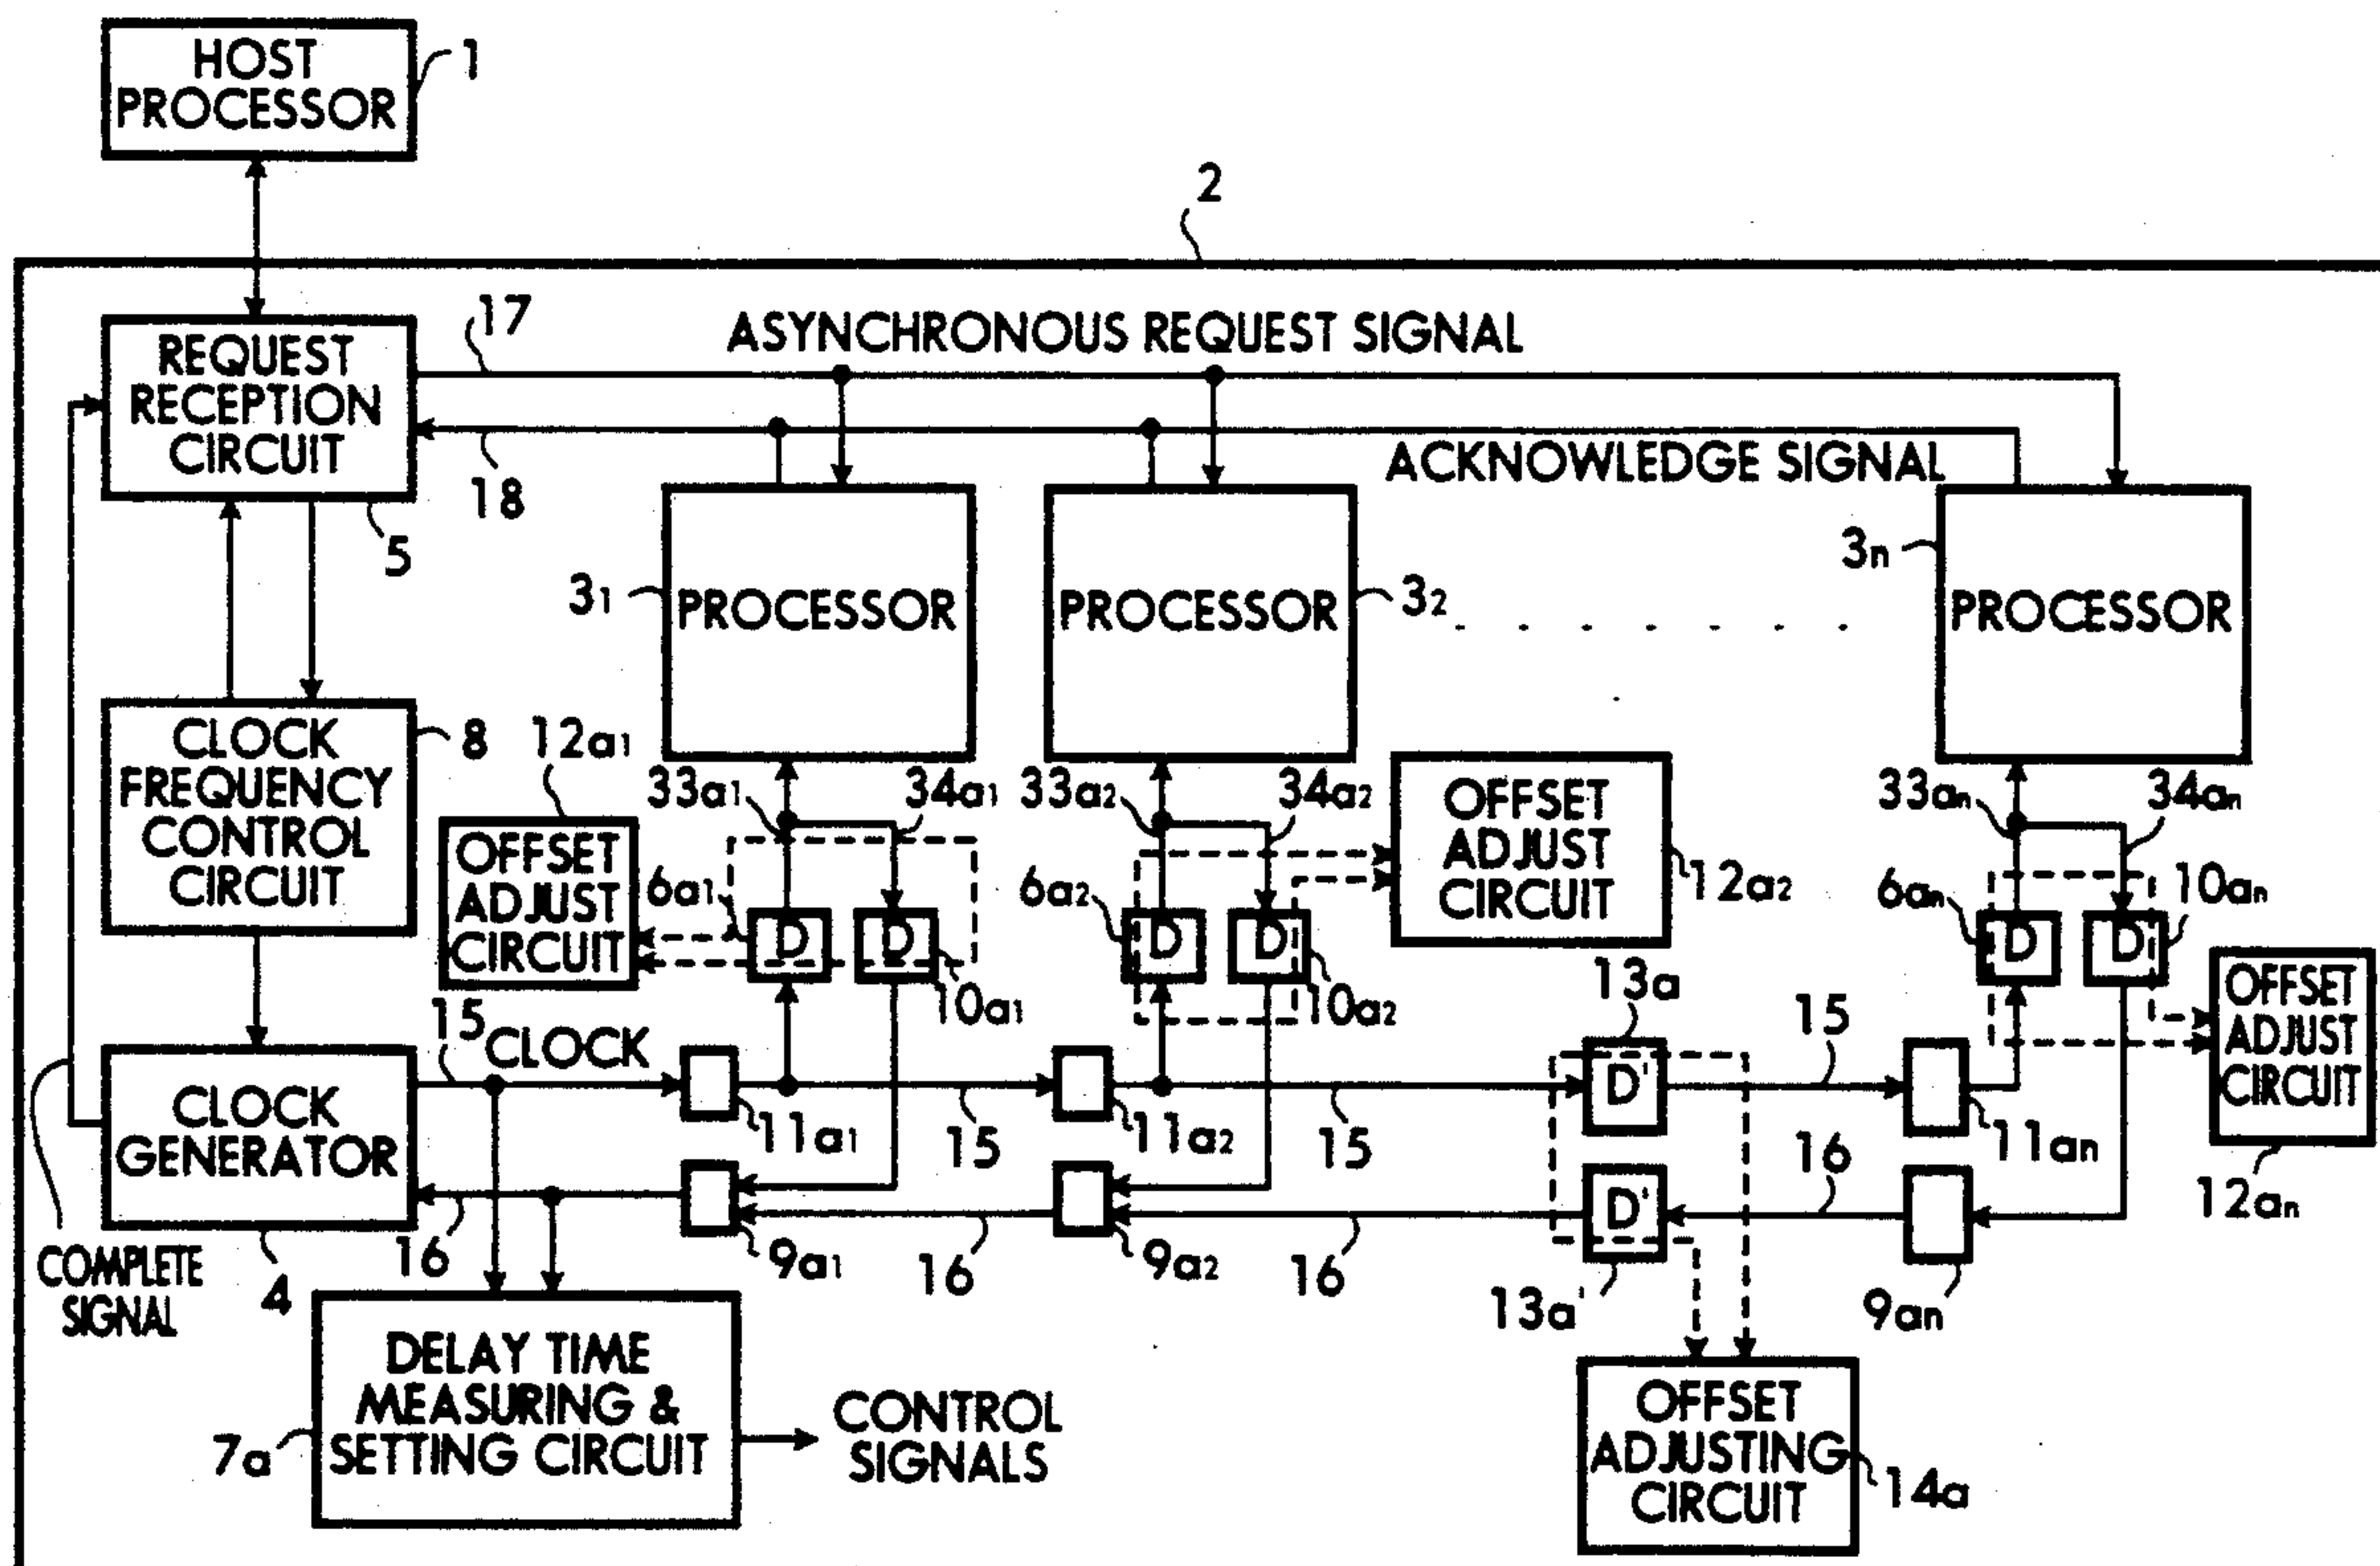 HOST
PROCESSOR
1
2
17
ASYNCHRONOUS REQUEST SIGNAL
REQUEST
RECEPTION
CIRCUIT
18
ACKNOWLEDGE SIGNAL
5
31
PROCESSOR
PROCESSOR
32
3n
PROCESSOR
CLOCK
FREQUENCY
CONTROL
CIRCUIT
8
12a1
OFFSET
ADJUST
CIRCUIT
33a1
34a1
6a1
D
D
10a1
33a2
34a2
6a2
D
D
10a2
OFFSET
ADJUST
CIRCUIT
12a2
33an
34an
6an
D
D
10an
OFFSET
ADJUST
CIRCUIT
12an
CLOCK
GENERATOR
4
COMPLETE
SIGNAL
15
CLOCK
11a1
15
11a2
15
13a
D'
15
11an
16
9a1
16
9a2
16
D'
13a'
16
9an
DELAY TIME
MEASURING &
SETTING CIRCUIT
7a
CONTROL
SIGNALS
OFFSET
ADJUSTING
CIRCUIT
14a